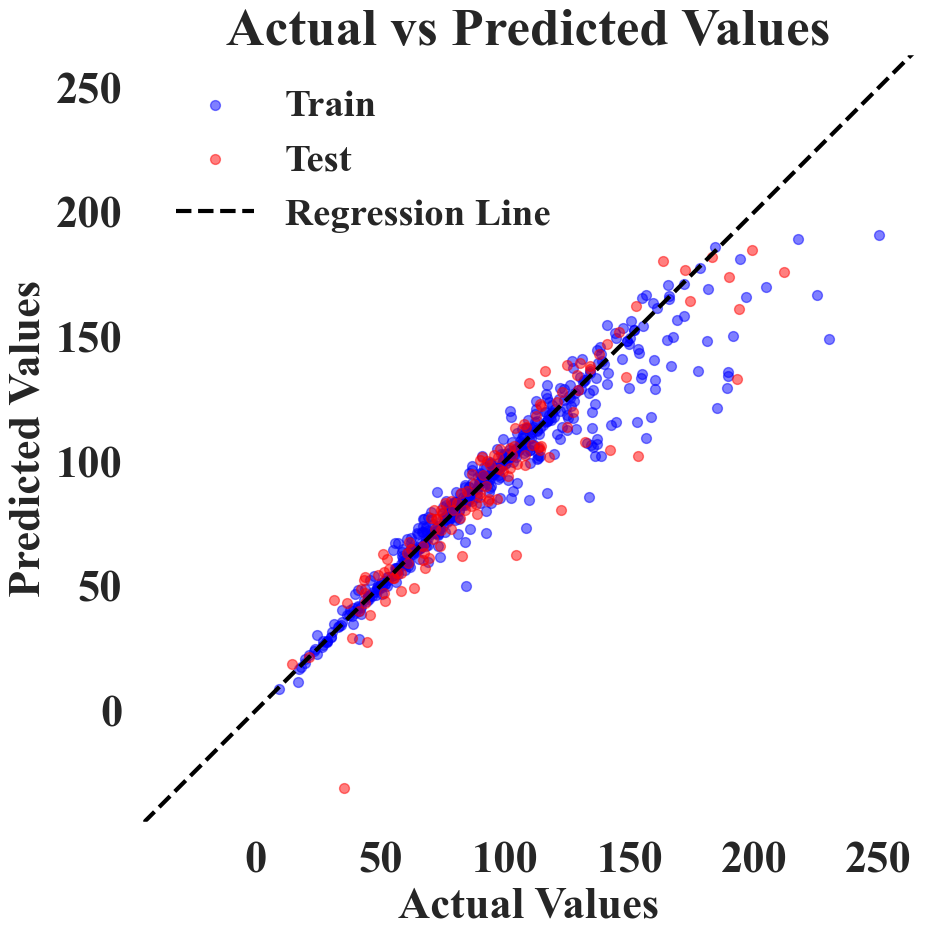 Actual vs Predicted Values
250
Train
Test
200
Regression Line
150
100
50
0
Predicted Values
0 50 100 150 200 250
Actual Values